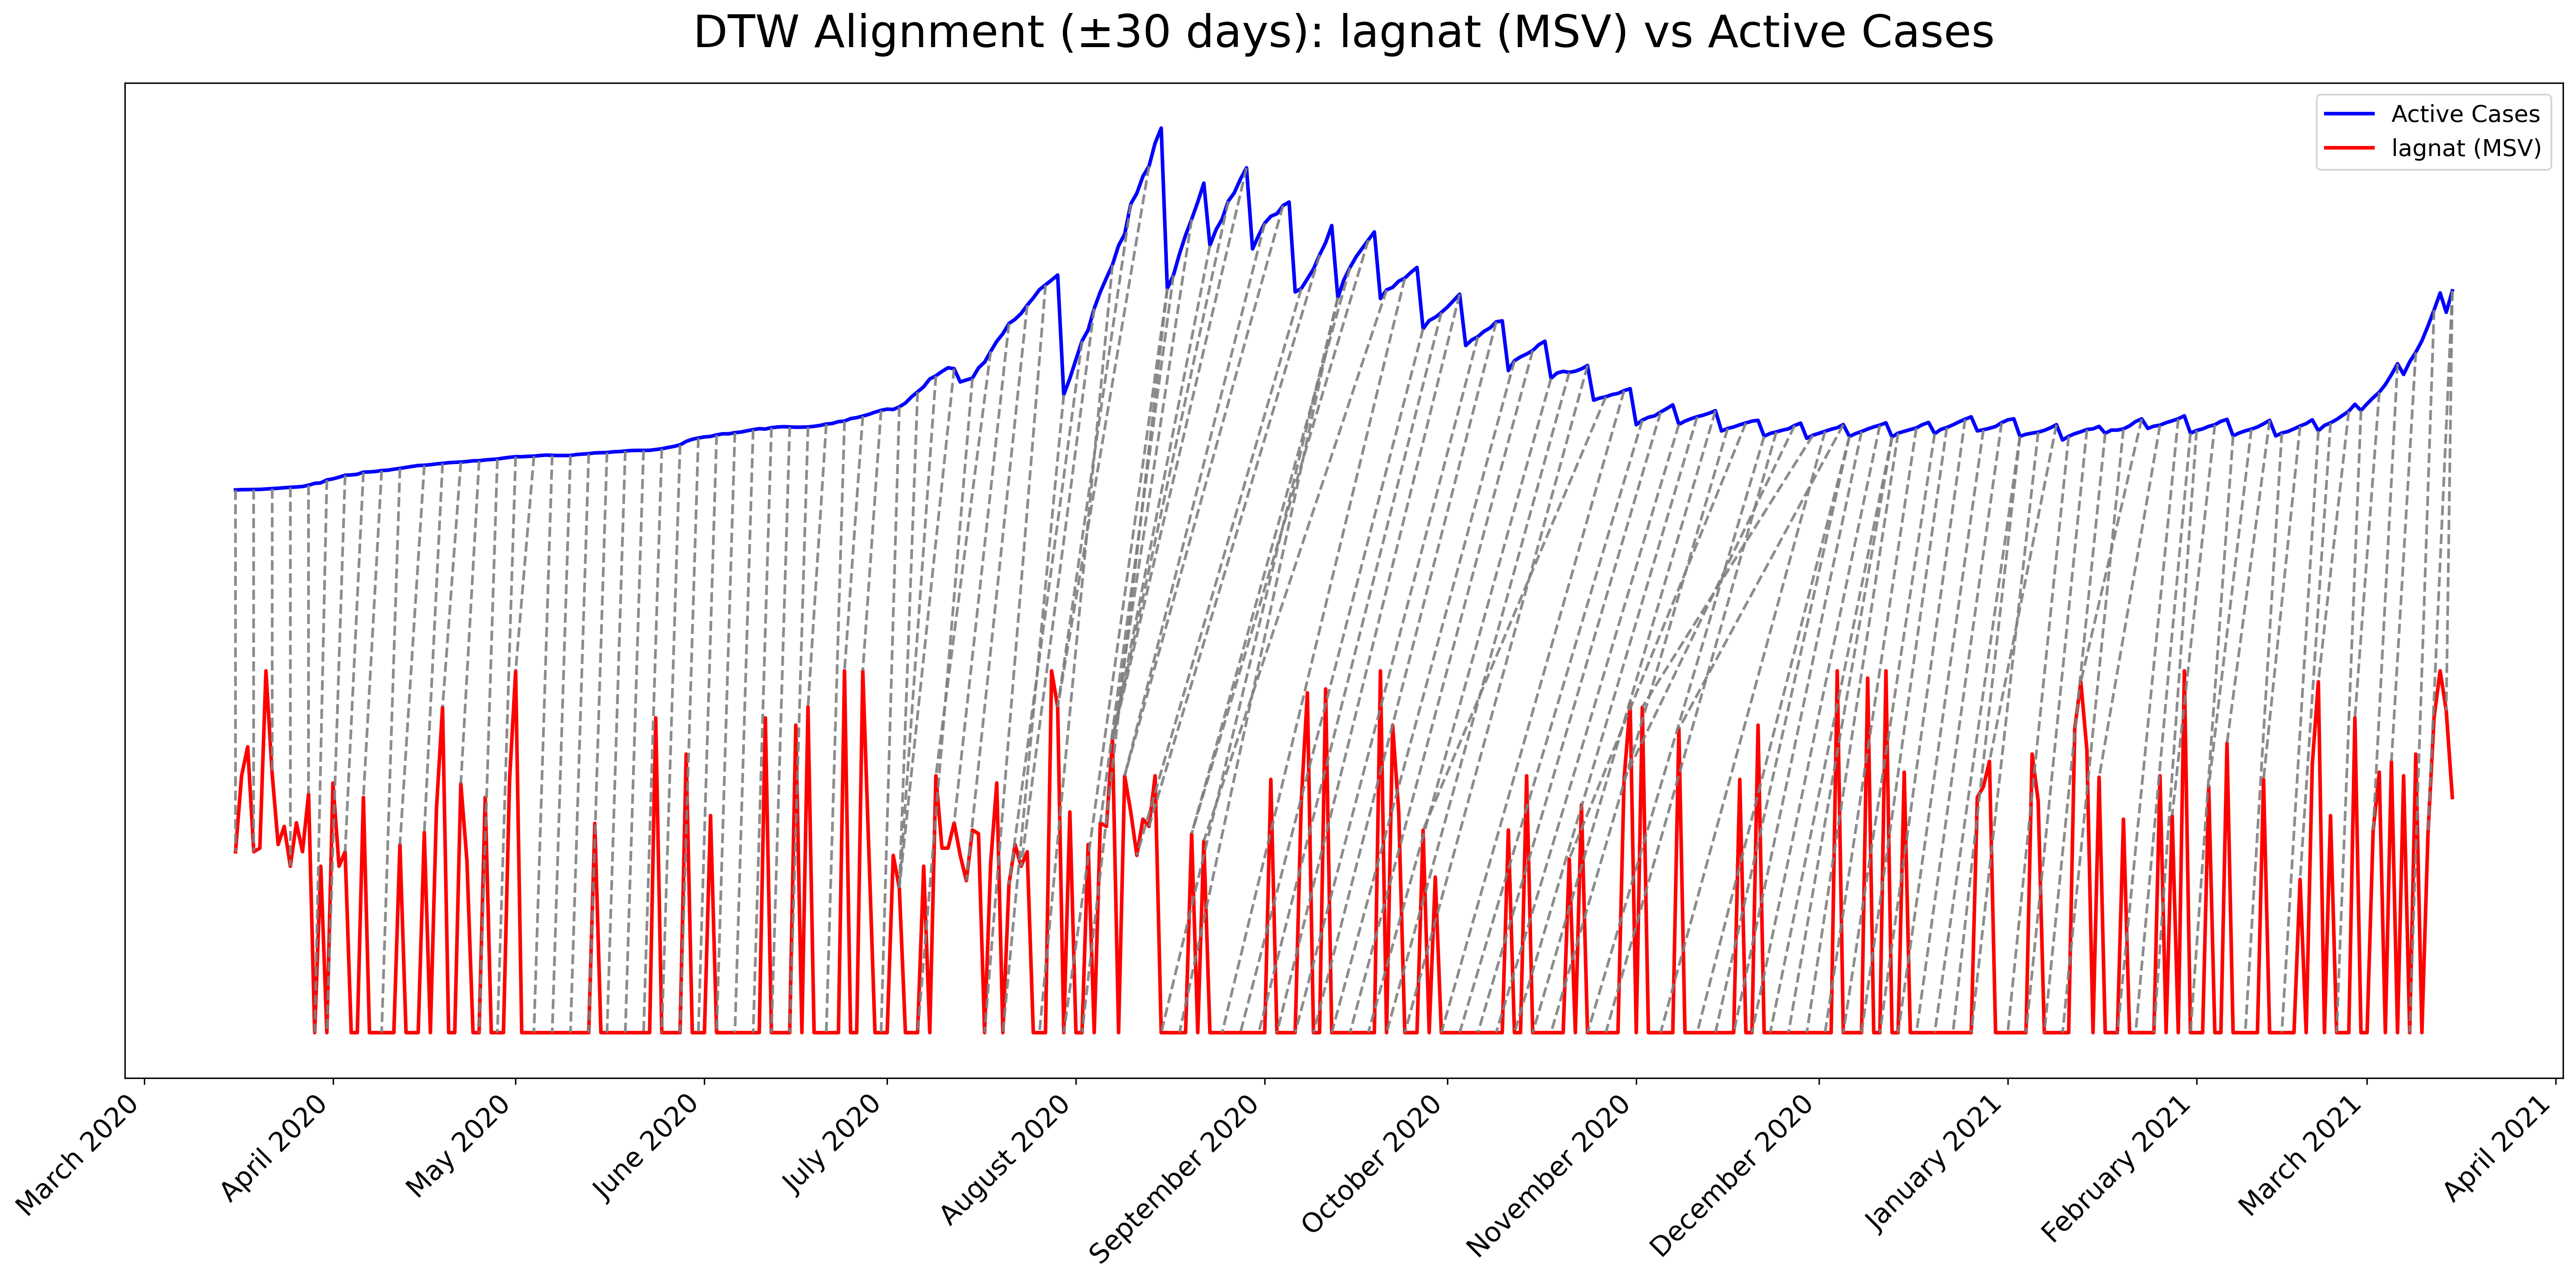 DTW Alignment (±30 days): lagnat (MSV) vs Active Cases
Active Cases
lagnat (MSV)
March 2020
April 2020
May 2020
June 2020
July 2020
August 2020
September 2020
October 2020
November 2020
December 2020
January 2021
February 2021
March 2021
April 2021